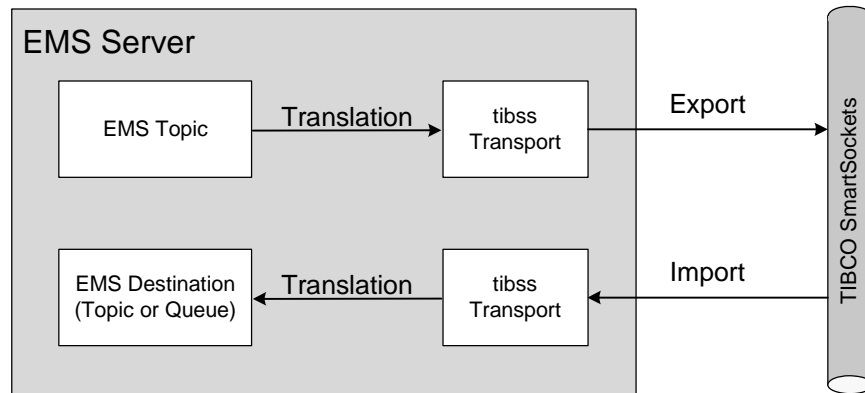 EMS Server
EMS Topic
Translation
tibss
Transport
Export
EMS Destination
(Topic or Queue)
Translation
tibss
Transport
Import
TIBCO SmartSockets